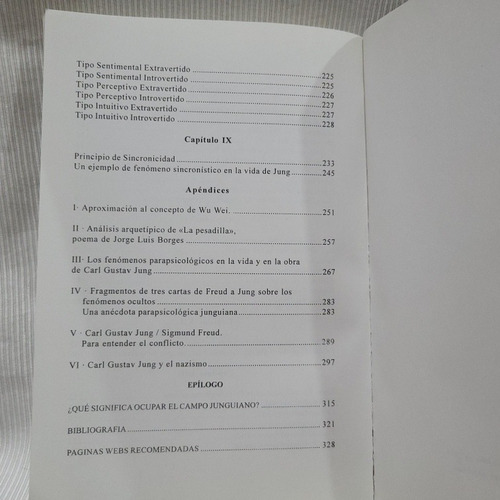 Tipo Sentimental Extravertido ........ 225
Tipo Sentimental Introvertido ........ 225
Tipo Perceptivo Extravertido ........ 226
Tipo Perceptivo Introvertido ........ 227
Tipo Intuitivo Extravertido ........ 227
Tipo Intuitivo Introvertido ........ 228
Capítulo IX
Principio de Sincronicidad ........ 233
Un ejemplo de fenómeno sincronístico en la vida de Jung ........ 245
Apéndices
I· Aproximación al concepto de Wu Wei. ........ 251
II · Análisis arquetípico de «La pesadilla»,
poema de Jorge Luis Borges ........ 257
III· Los fenómenos parapsicológicos en la vida y en la obra
de Carl Gustav Jung ........ 267
IV · Fragmentos de tres cartas de Freud a Jung sobre los
fenómenos ocultos ........ 283
Una anécdota parapsicológica junguiana ........ 283
V · Carl Gustav Jung / Sigmund Freud.
Para entender el conflicto. ........ 289
VI · Carl Gustav Jung y el nazismo ........ 297
EPÍLOGO
¿QUÉ SIGNIFICA OCUPAR EL CAMPO JUNGUIANO? ........ 315
BIBLIOGRAFIA ........ 321
PAGINAS WEBS RECOMENDADAS ........ 328